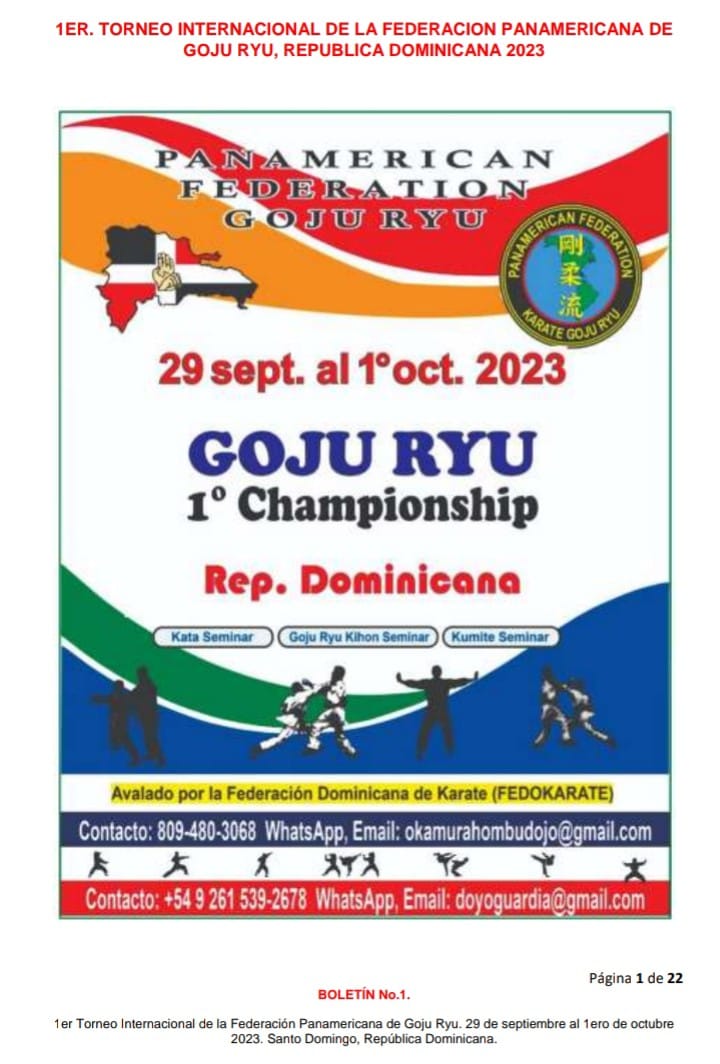 1ER. TORNEO INTERNACIONAL DE LA FEDERACION PANAMERICANA DE
GOJU RYU, REPUBLICA DOMINICANA 2023
PANAMERICAN
FEDERATION
GOJU RYU
PANAMERICAN FEDERATION
剛
柔
流
KARATE GOJU RYU
29 sept. al 1º oct. 2023
GOJU RYU
1º Championship
Rep. Dominicana
Kata Seminar
Goju Ryu Kihon Seminar
Kumite Seminar
Avalado por la Federación Dominicana de Karate (FEDOKARATE)
Contacto: 809-480-3068 WhatsApp, Email: okamurahombudojo@gmail.com
Contacto: +54 9 261 539-2678 WhatsApp, Email: doyoguardia@gmail.com
Página 1 de 22
BOLETÍN No.1.
1er Torneo Internacional de la Federación Panamericana de Goju Ryu. 29 de septiembre al 1ero de octubre
2023. Santo Domingo, República Dominicana.